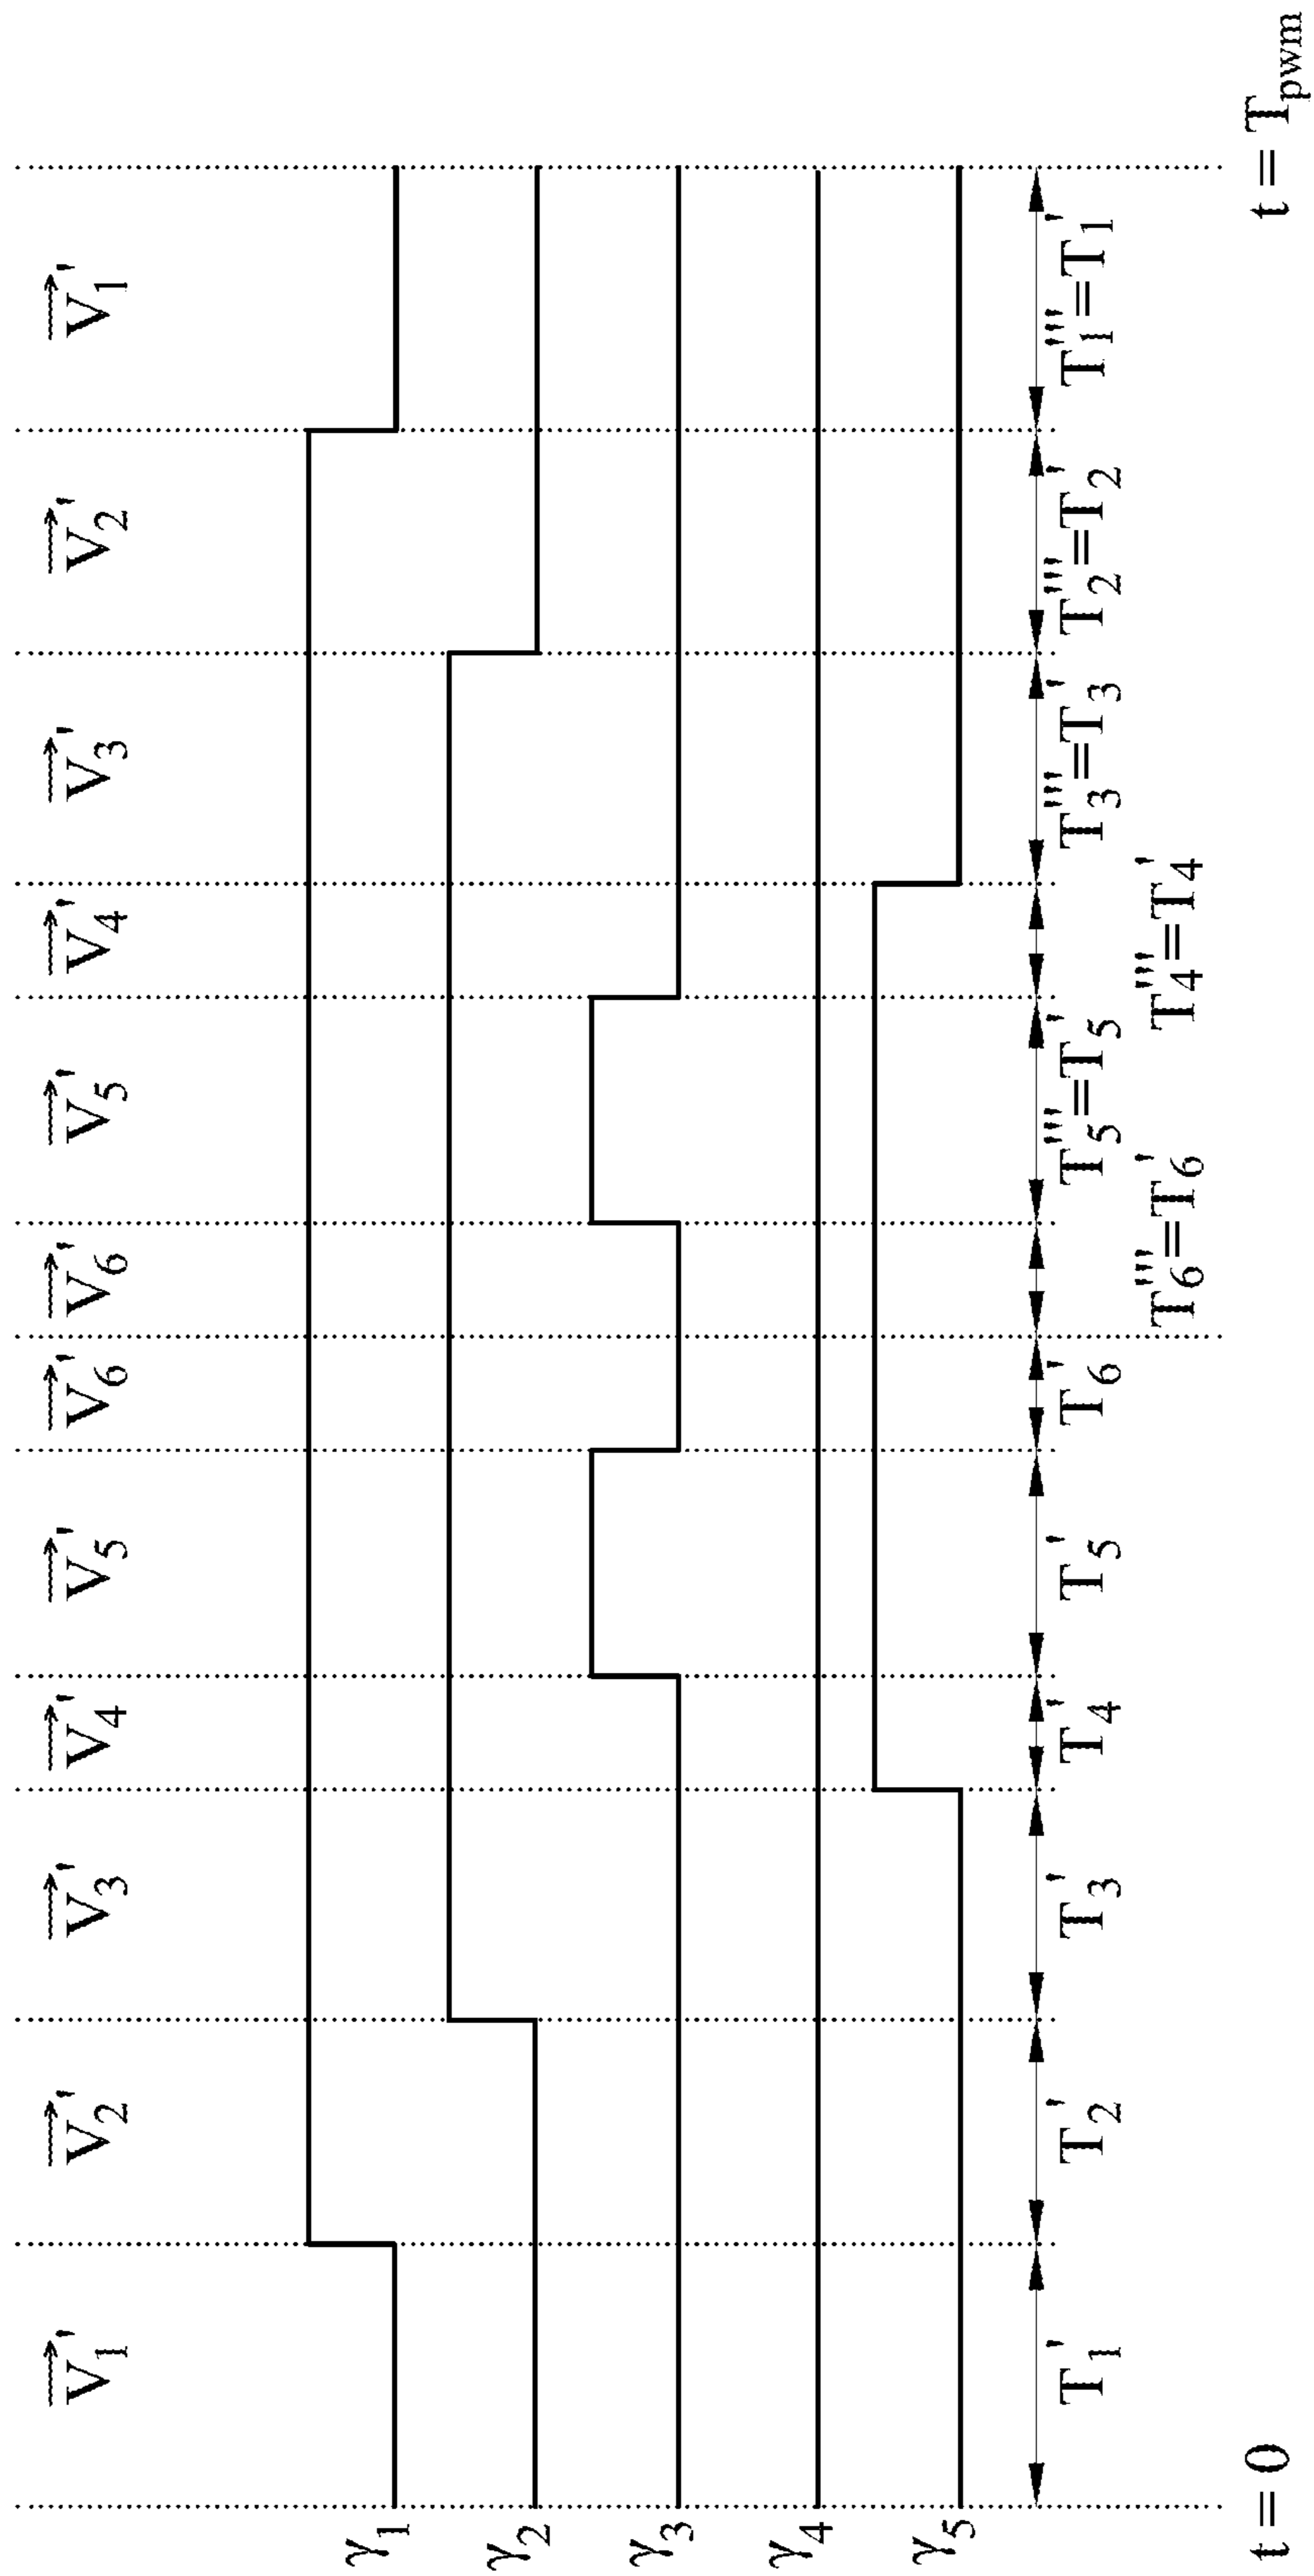 V₁' V₂' V₃' V₄' V₅' V₆' V₆' V₅' V₄' V₃' V₂' V₁'
γ₁
γ₂
γ₃
γ₄
γ₅
T₁' T₂' T₃' T₄' T₅' T₆' T₅'''=T₅' T₃'''=T₃' T₂'''=T₂' T₁'''=T₁'
T₆'''=T₆' T₄'''=T₄'
t = 0 t = Tpwm